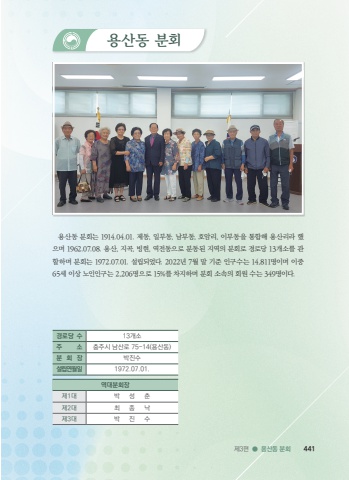 용산동 분회
용산동 분회는 1914.04.01. 제동, 일부동, 남부동, 호암리, 이부동을 통합해 용산리라 했
으며 1962.07.08. 용산, 지곡, 빙현, 역전동으로 분동된 지역의 분회로 경로당 13개소를 관
할하며 분회는 1972.07.01. 설립되었다. 2022년 7월 말 기준 인구수는 14,811명이며 이중
65세 이상 노인인구는 2,206명으로 15%를 차지하며 분회 소속의 회원 수는 349명이다.
경로당 수 13개소
주 소 충주시 남산로 75-14(용산동)
분 회 장 박진수
설립연월일 1972.07.01.
역대분회장
제1대 박 성 춘
제2대 최 종 낙
제3대 박 진 수
제3편 ● 용산동 분회 441